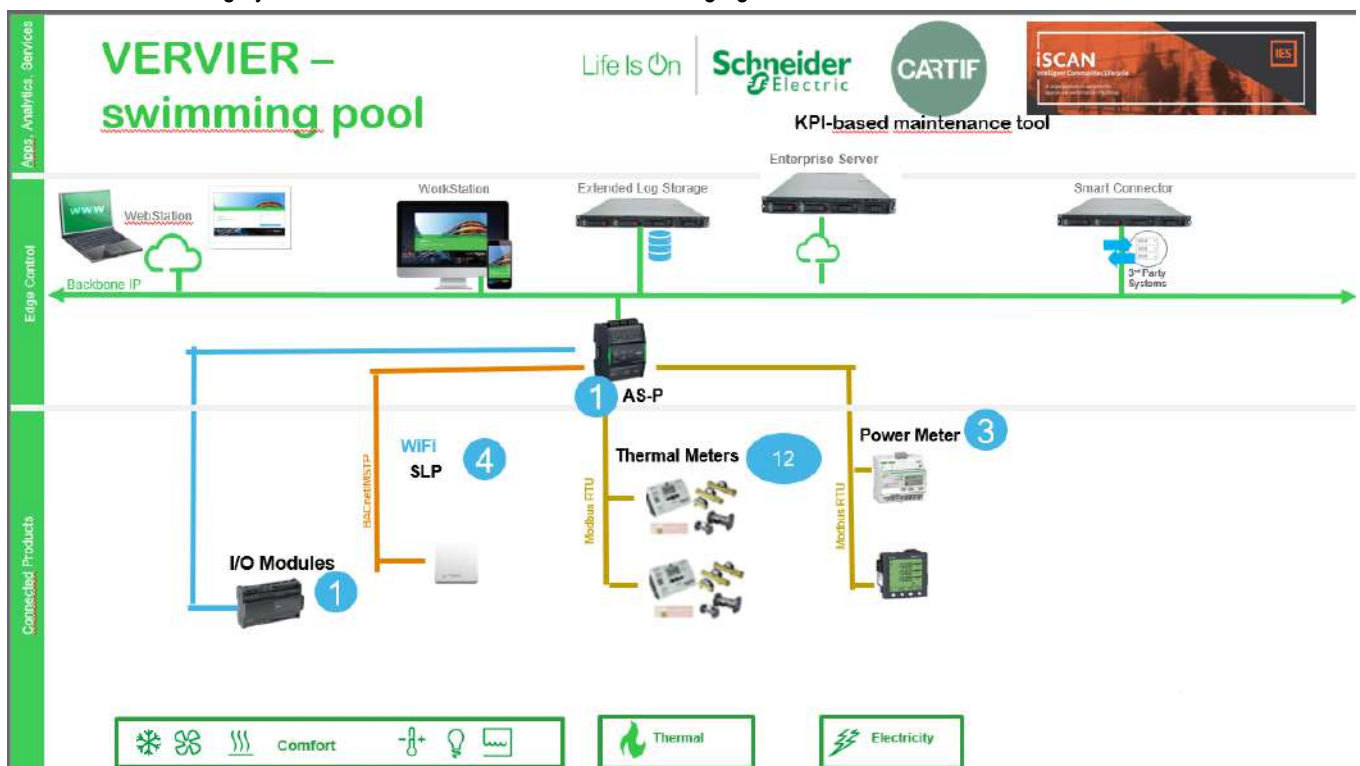 VERVIER –
swimming pool
Life Is On
Schneider
Electric
CARTIF
iSCAN
IES
KPI-based maintenance tool
Apps, Analytics, Services
Enterprise Server
WebStation
www
WorkStation
Extended Log Storage
Smart Connector
3rd Party
Systems
Backbone IP
Edge Control
1
AS-P
WiFi
SLP
4
Thermal Meters
12
Power Meter
3
BACnet/MSTP
Modbus RTU
Modbus RTU
I/O Modules
1
Connected Products
Comfort
Thermal
Electricity